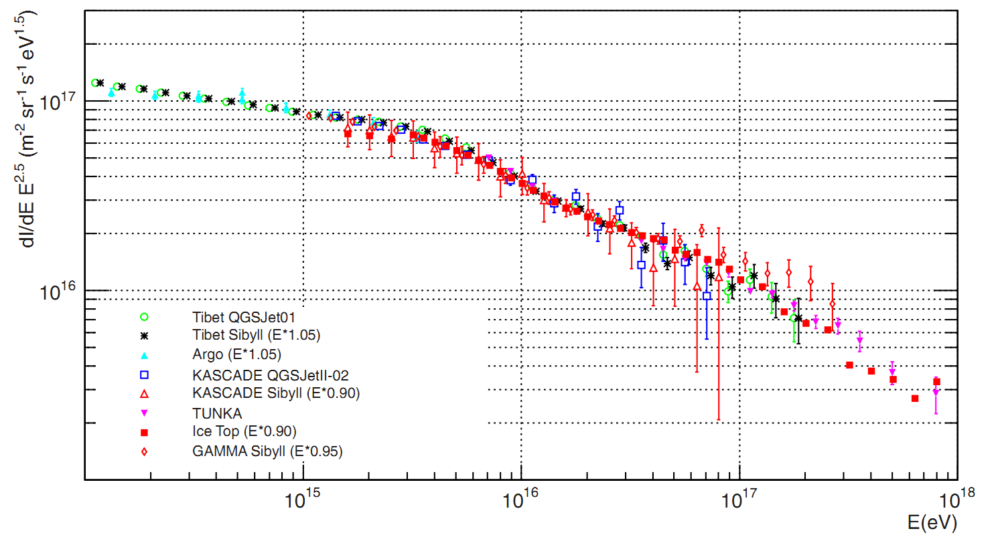 dI/dE E^2.5 (m^-2 sr^-1 s^-1 eV^1.5)
10^17
10^16
Tibet QGSJet01
Tibet Sibyll (E*1.05)
Argo (E*1.05)
KASCADE QGSJetII-02
KASCADE Sibyll (E*0.90)
TUNKA
Ice Top (E*0.90)
GAMMA Sibyll (E*0.95)
10^15 10^16 10^17 10^18
E(eV)